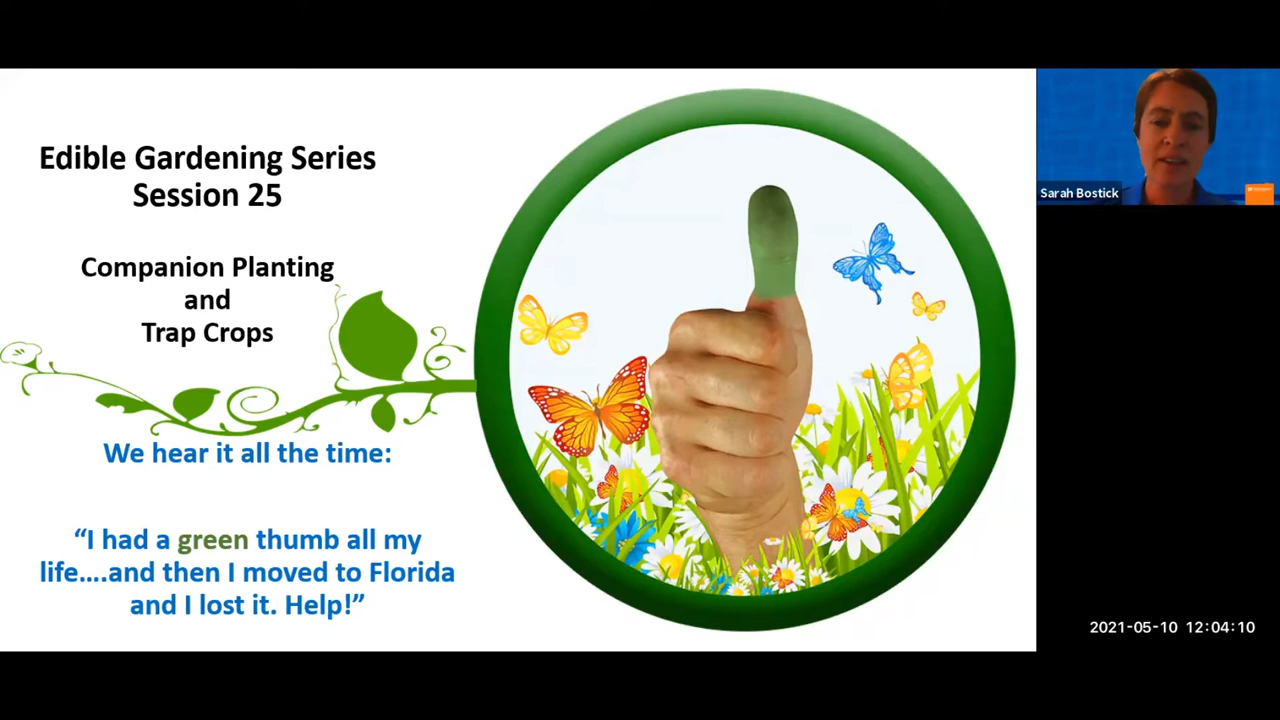 Edible Gardening Series
Session 25
Companion Planting
and
Trap Crops
We hear it all the time:
“I had a green thumb all my
life....and then I moved to Florida
and I lost it. Help!”
Sarah Bostick
2021-05-10 12:04:10